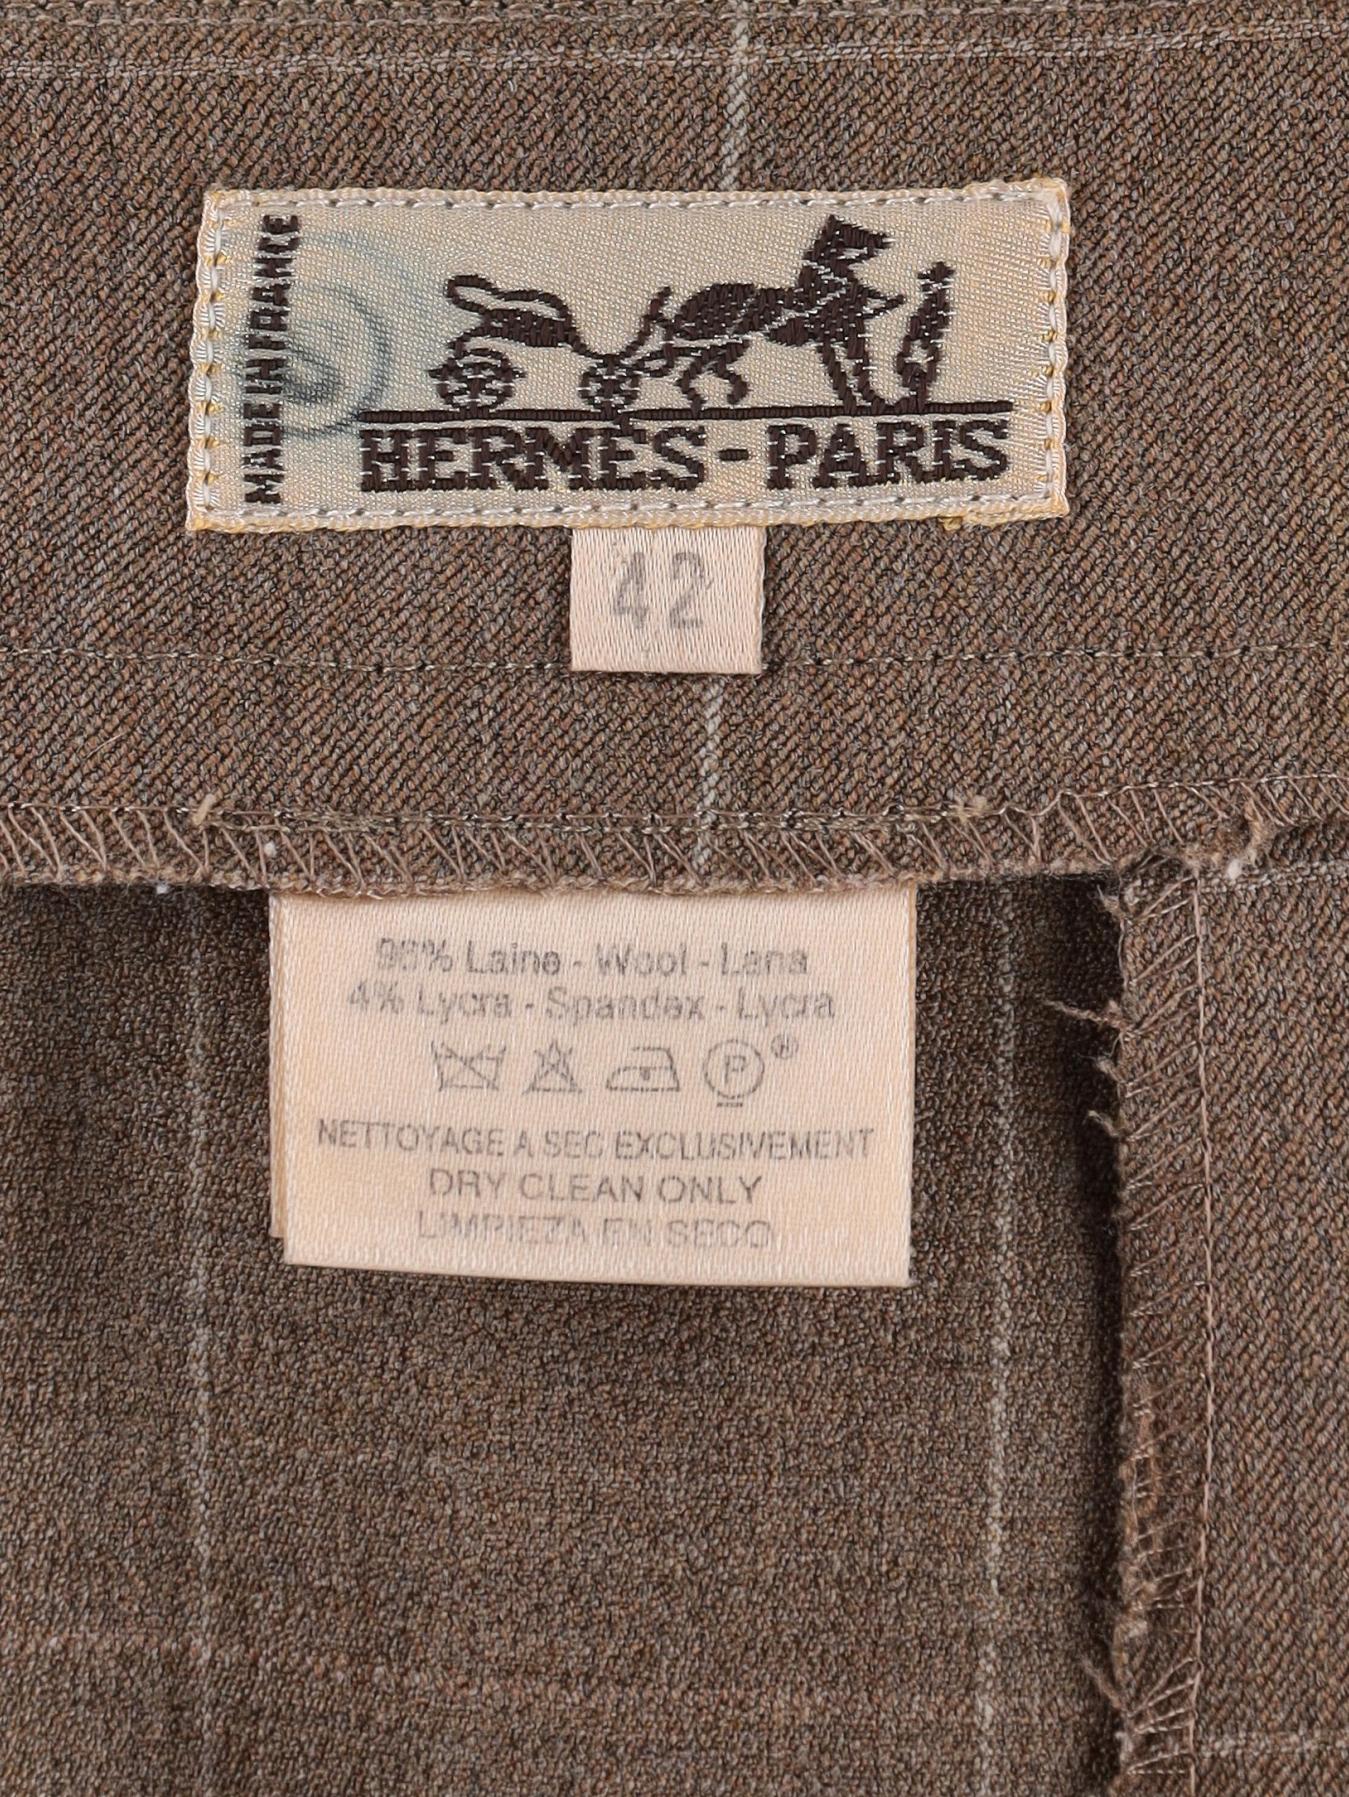 MADE IN FRANCE
HERMÈS-PARIS
42
96% Laine - Wool - Lana
4% Lycra - Spandex - Lycra
P®
NETTOYAGE A SEC EXCLUSIVEMENT
DRY CLEAN ONLY
LIMPIEZA EN SECO